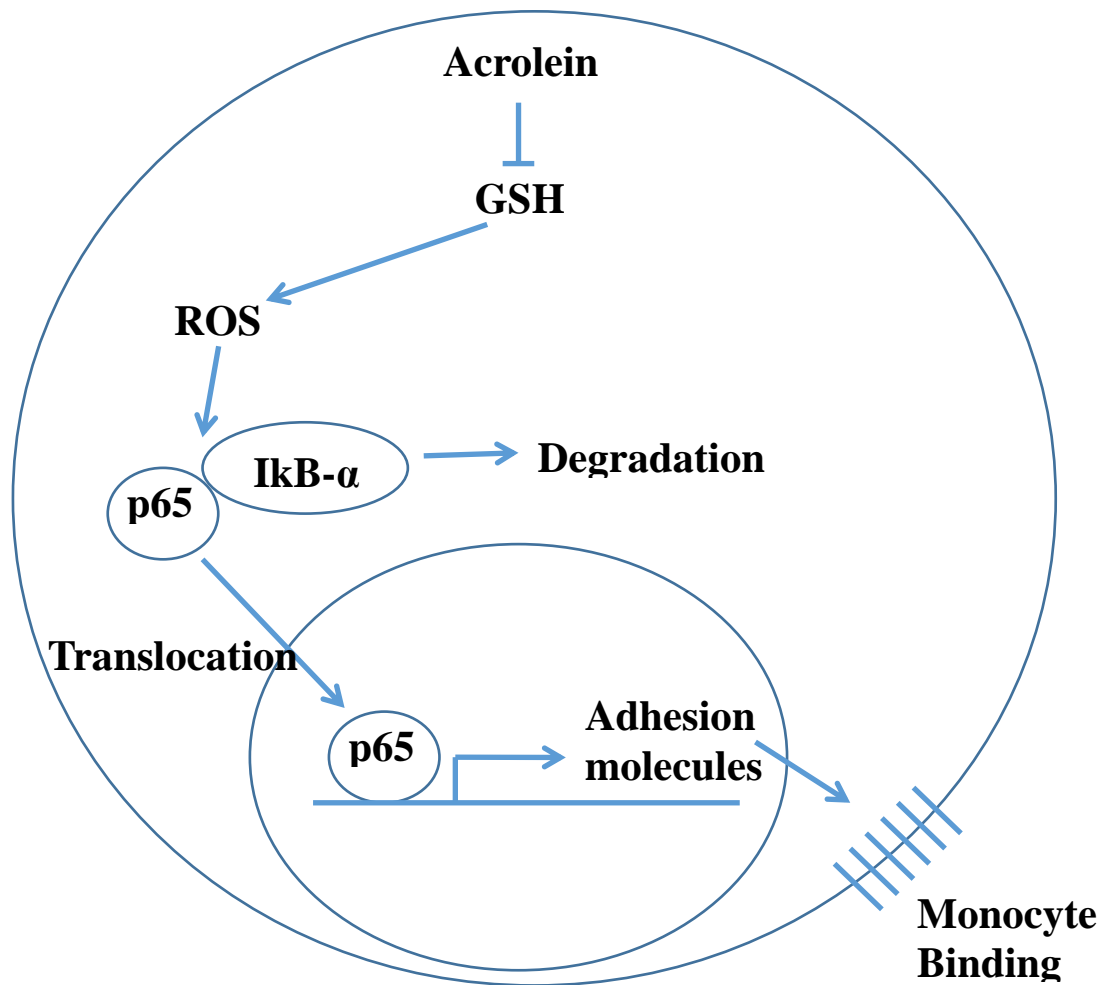 Acrolein
GSH
ROS
IkB-α
Degradation
p65
Translocation
p65
Adhesion
molecules
Monocyte
Binding